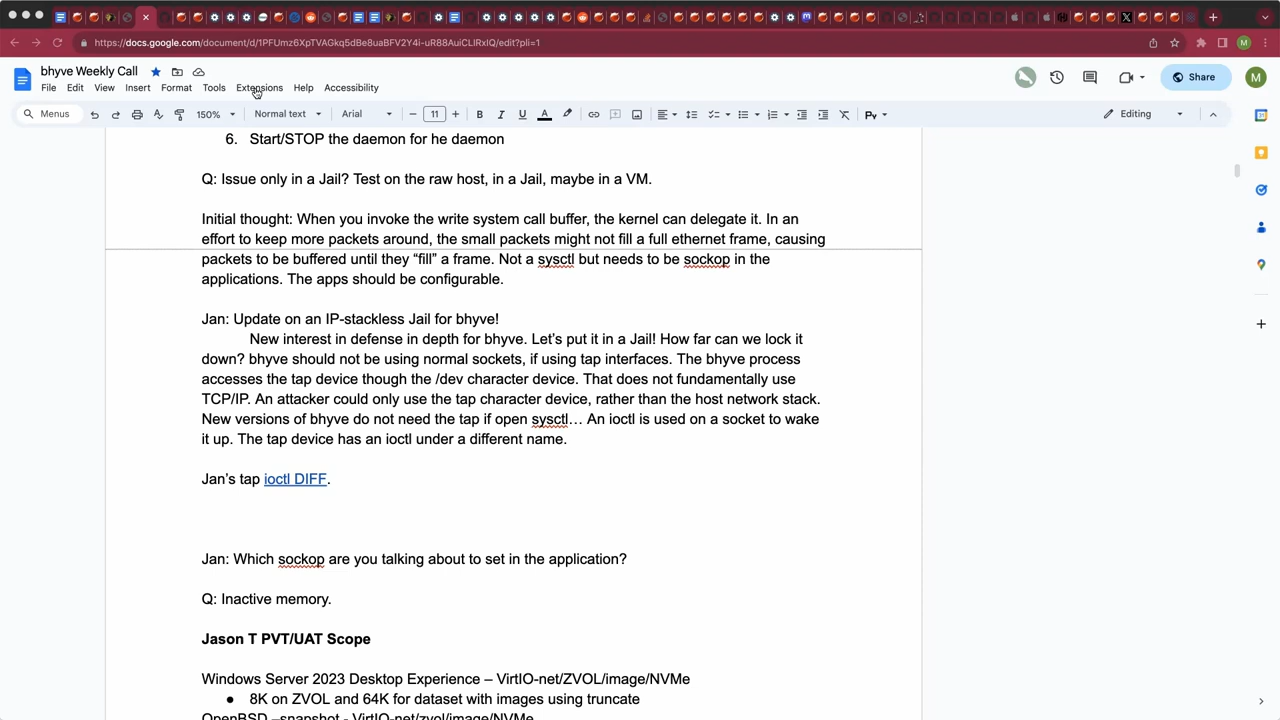 https://docs.google.com/document/d/1PFUmz6XpTVAGkq5dBe8uaBFV2Y4i-uR88AuiCLIRxIQ/edit?pli=1
bhyve Weekly Call
File Edit View Insert Format Tools Extensions Help Accessibility
Share
M
Menus 150% Normal text Arial 11 Editing
6. Start/STOP the daemon for he daemon
Q: Issue only in a Jail? Test on the raw host, in a Jail, maybe in a VM.
Initial thought: When you invoke the write system call buffer, the kernel can delegate it. In an
effort to keep more packets around, the small packets might not fill a full ethernet frame, causing
packets to be buffered until they “fill” a frame. Not a sysctl but needs to be sockop in the
applications. The apps should be configurable.
Jan: Update on an IP-stackless Jail for bhyve!
New interest in defense in depth for bhyve. Let’s put it in a Jail! How far can we lock it
down? bhyve should not be using normal sockets, if using tap interfaces. The bhyve process
accesses the tap device though the /dev character device. That does not fundamentally use
TCP/IP. An attacker could only use the tap character device, rather than the host network stack.
New versions of bhyve do not need the tap if open sysctl… An ioctl is used on a socket to wake
it up. The tap device has an ioctl under a different name.
Jan’s tap ioctl DIFF.
Jan: Which sockop are you talking about to set in the application?
Q: Inactive memory.
Jason T PVT/UAT Scope
Windows Server 2023 Desktop Experience – VirtIO-net/ZVOL/image/NVMe
● 8K on ZVOL and 64K for dataset with images using truncate
OpenBSD –snapshot - VirtIO-net/zvol/image/NVMe